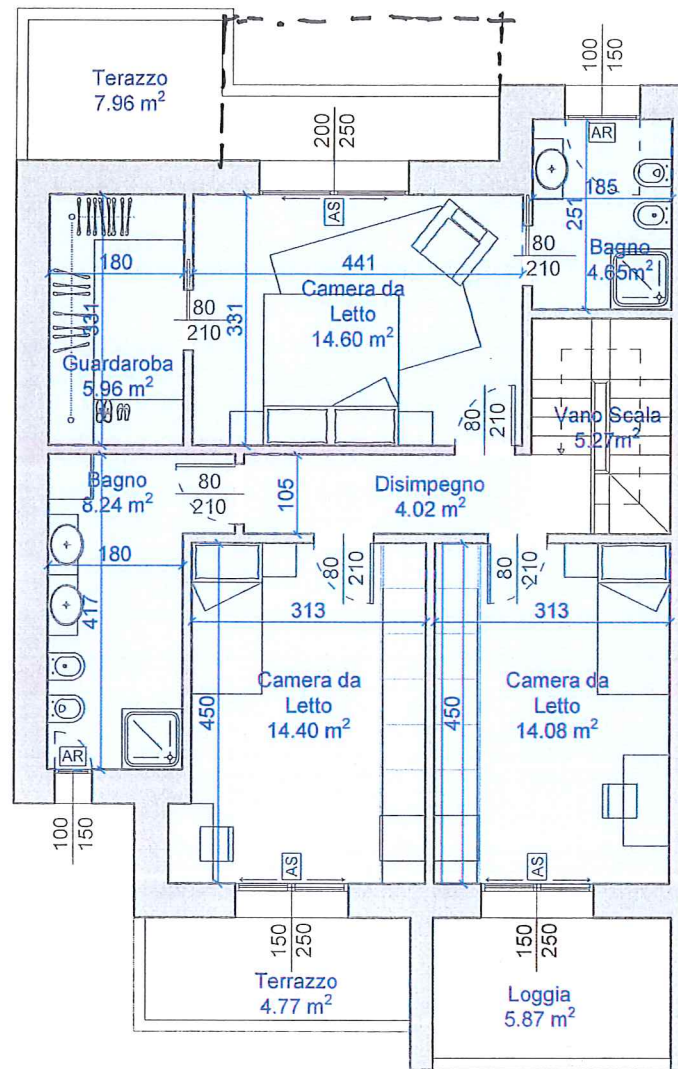 Terazzo
7.96 m²
100
150
200
250
AR
AS
185
251
Bagno
4.65m²
80
210
180
331
441
Camera da
Letto
14.60 m²
80
210
331
Guardaroba
5.96 m²
80
210
Vano Scala
5.27m²
Bagno
8.24 m²
80
210
105
Disimpegno
4.02 m²
180
417
80
210
80
210
313
313
Camera da
Letto
14.40 m²
450
Camera da
Letto
14.08 m²
450
AR
100
150
AS
AS
150
250
150
250
Terrazzo
4.77 m²
Loggia
5.87 m²